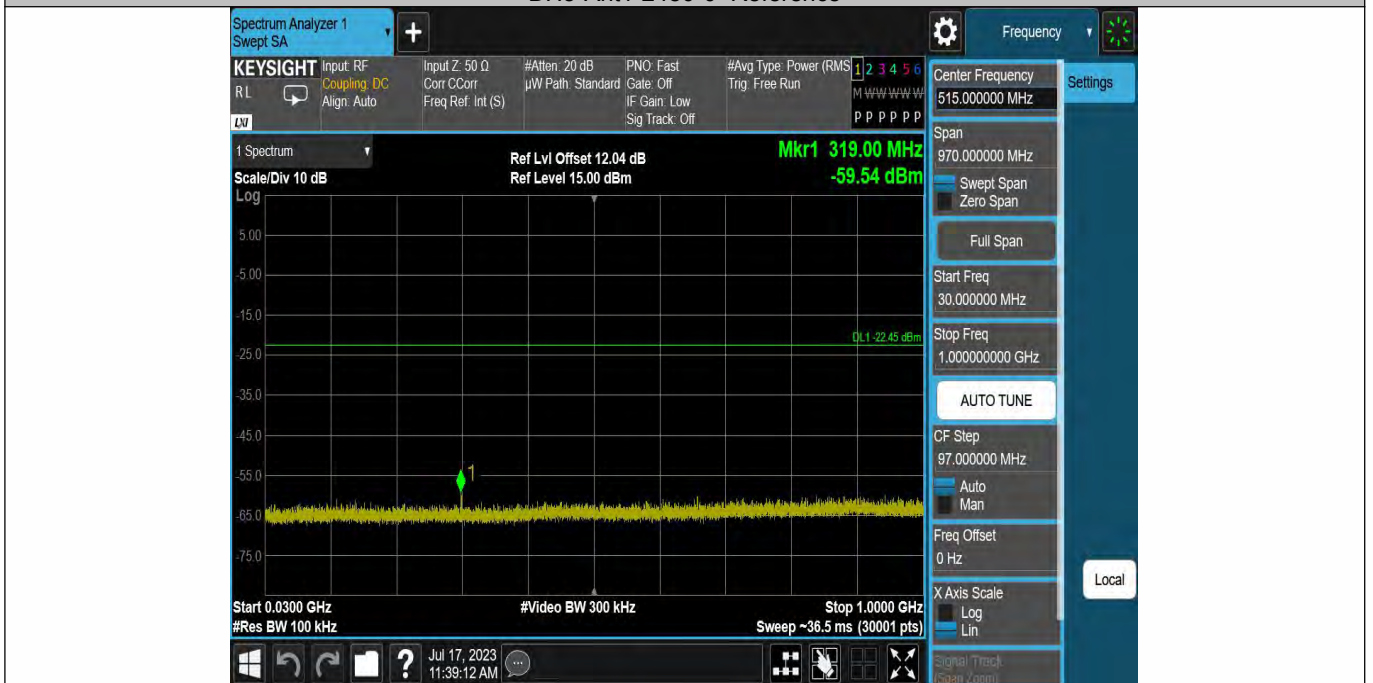 Spectrum Analyzer 1
Swept SA
+
Frequency
KEYSIGHT
RL
LXI
Input: RF
Coupling: DC
Align: Auto
Input Z: 50 Ω
Corr CCorr
Freq Ref: Int (S)
#Atten: 20 dB
µW Path: Standard
PNO: Fast
Gate: Off
IF Gain: Low
Sig Track: Off
#Avg Type: Power (RMS
Trig: Free Run
1 2 3 4 5 6
M W W W W W
P P P P P P
Settings
Center Frequency
515.000000 MHz
Span
970.000000 MHz
Swept Span
Zero Span
Full Span
Start Freq
30.000000 MHz
Stop Freq
1.000000000 GHz
AUTO TUNE
CF Step
97.000000 MHz
Auto
Man
Freq Offset
0 Hz
X Axis Scale
Log
Lin
Signal Track
(Span Zoom)
Local
1 Spectrum
Scale/Div 10 dB
Ref Lvl Offset 12.04 dB
Ref Level 15.00 dBm
Mkr1 319.00 MHz
-59.54 dBm
Log
5.00
-5.00
-15.0
DL1 -22.45 dBm
-25.0
-35.0
-45.0
-55.0
1
-65.0
-75.0
Start 0.0300 GHz
#Video BW 300 kHz
Stop 1.0000 GHz
#Res BW 100 kHz
Sweep ~36.5 ms (30001 pts)
?
Jul 17, 2023
11:39:12 AM